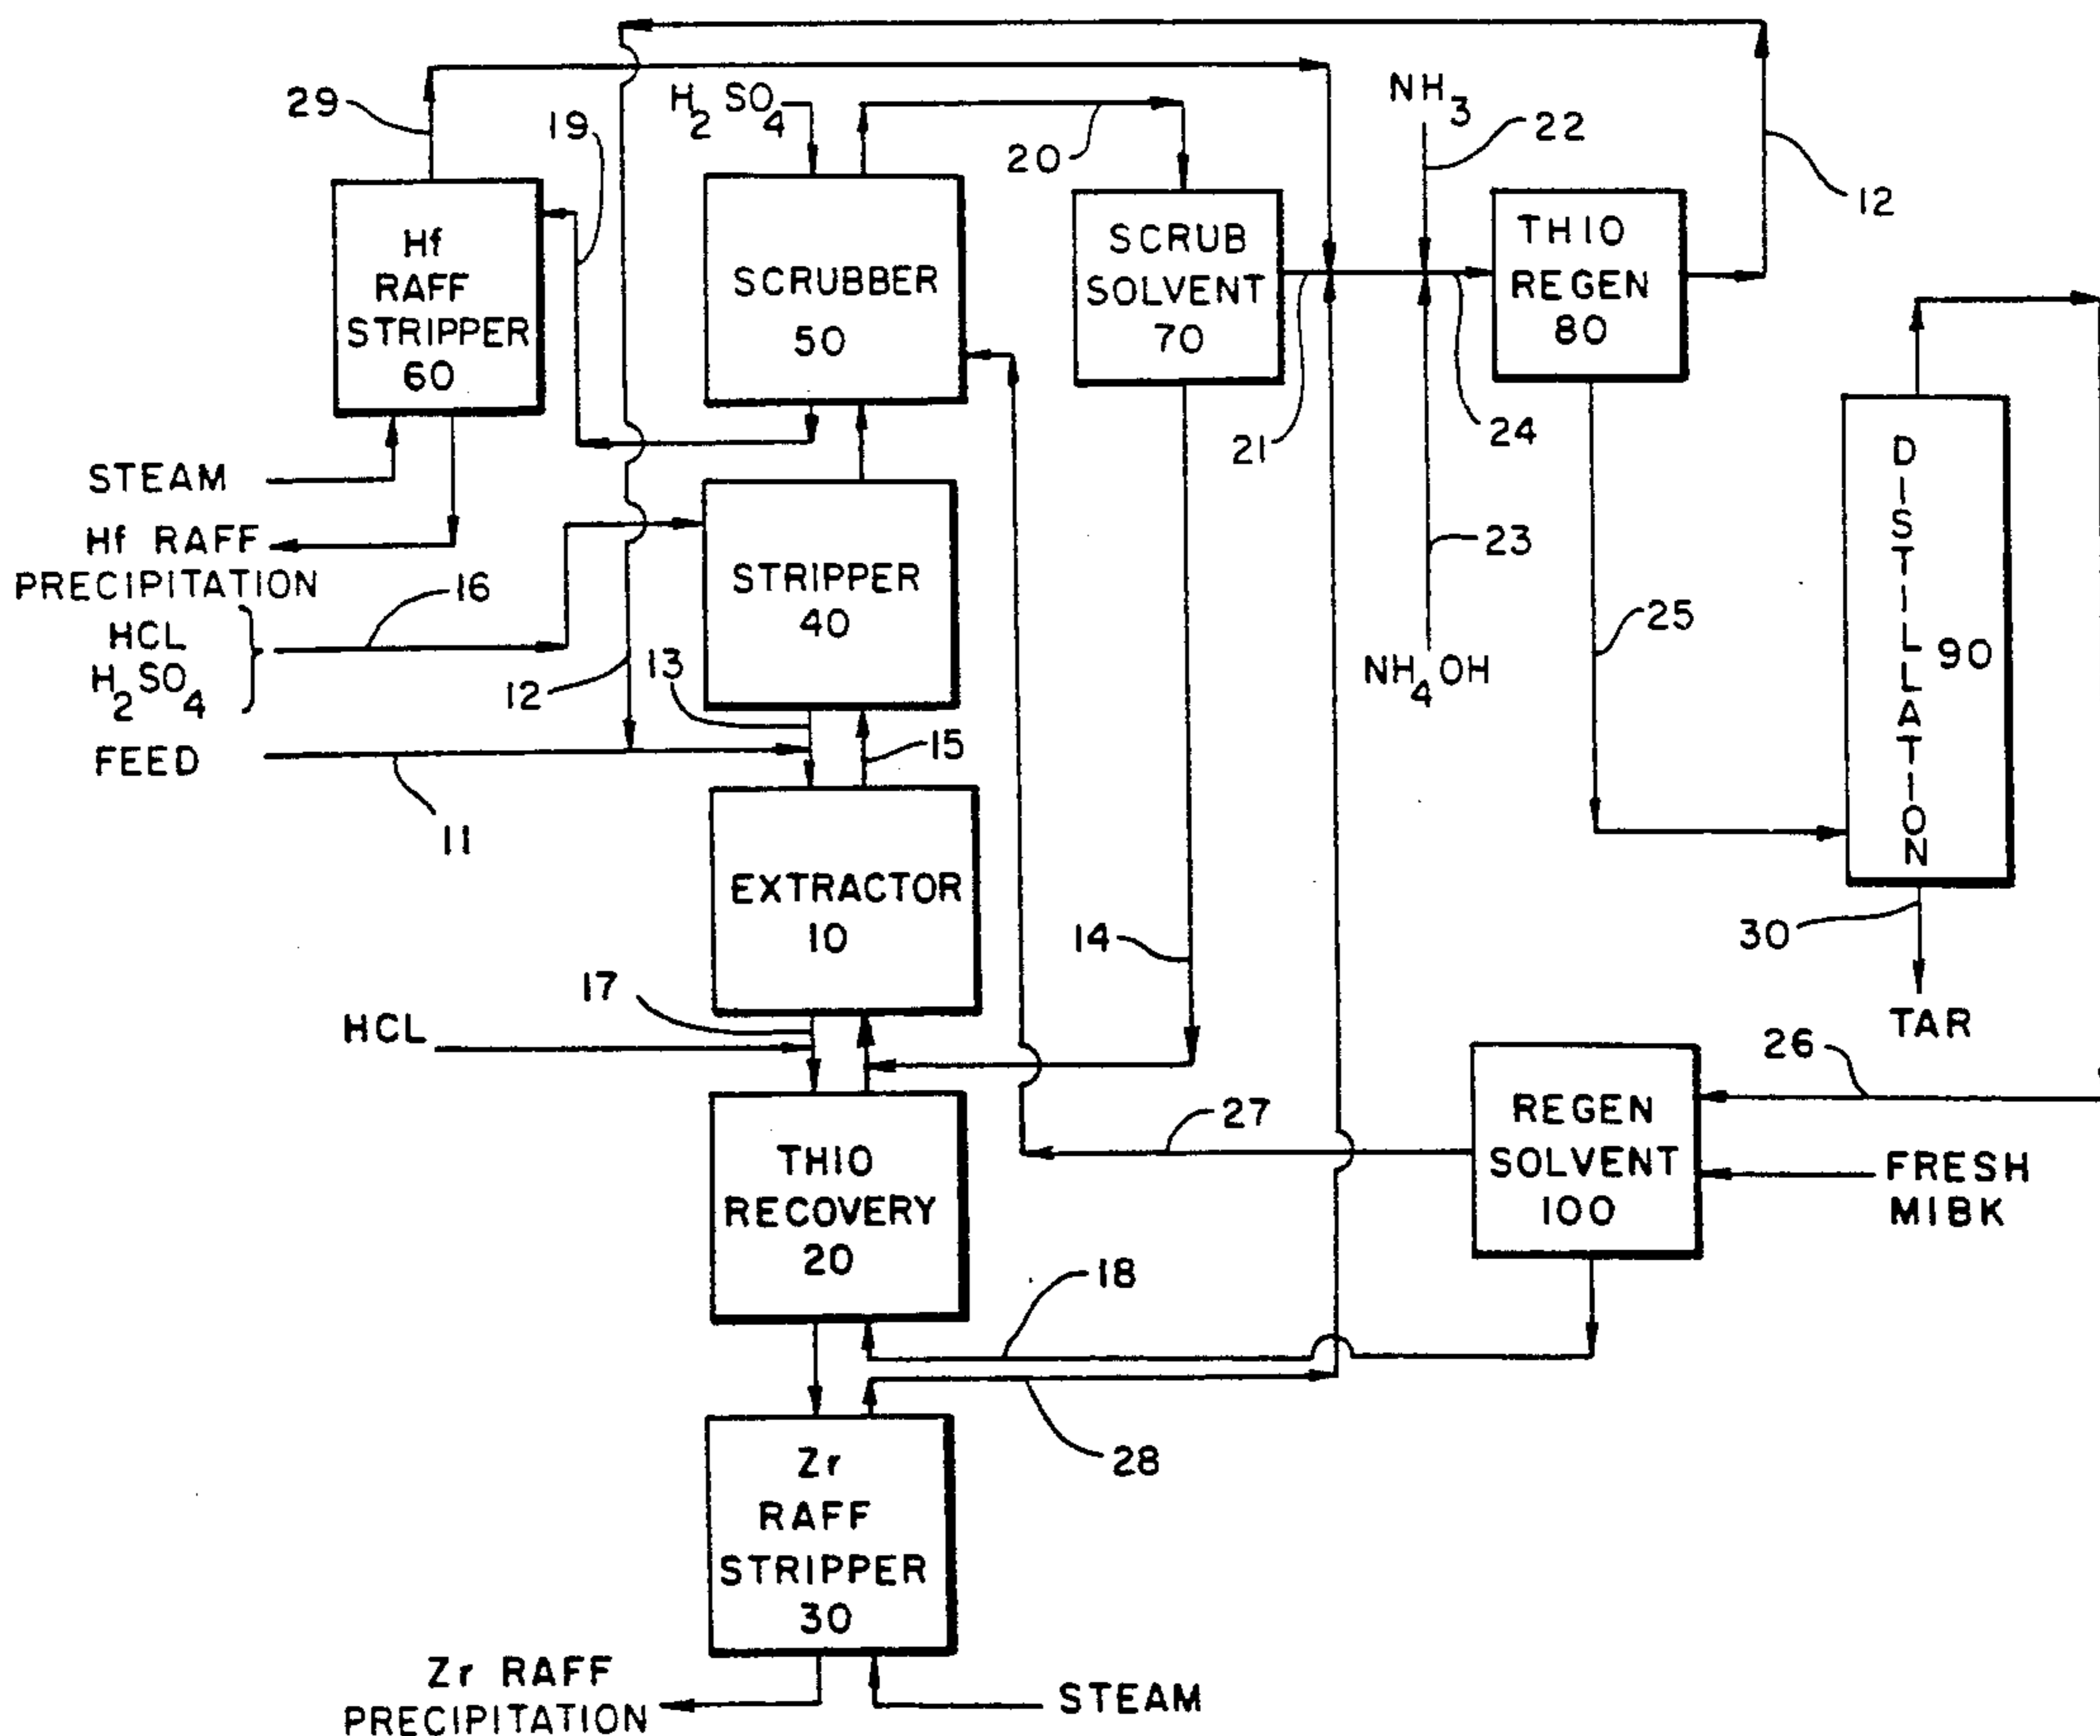 29
19
H2SO4
20
NH3
22
12
Hf
RAFF
STRIPPER
60
SCRUBBER
50
SCRUB
SOLVENT
70
THIO
REGEN
80
21
24
STEAM
Hf RAFF
PRECIPITATION
16
HCL
H2SO4
STRIPPER
40
23
NH4OH
25
DISTILLATION
90
12
13
15
FEED
11
EXTRACTOR
10
14
30
TAR
17
HCL
26
THIO
RECOVERY
20
27
REGEN
SOLVENT
100
FRESH
MIBK
18
28
Zr
RAFF
STRIPPER
30
Zr RAFF
PRECIPITATION
STEAM